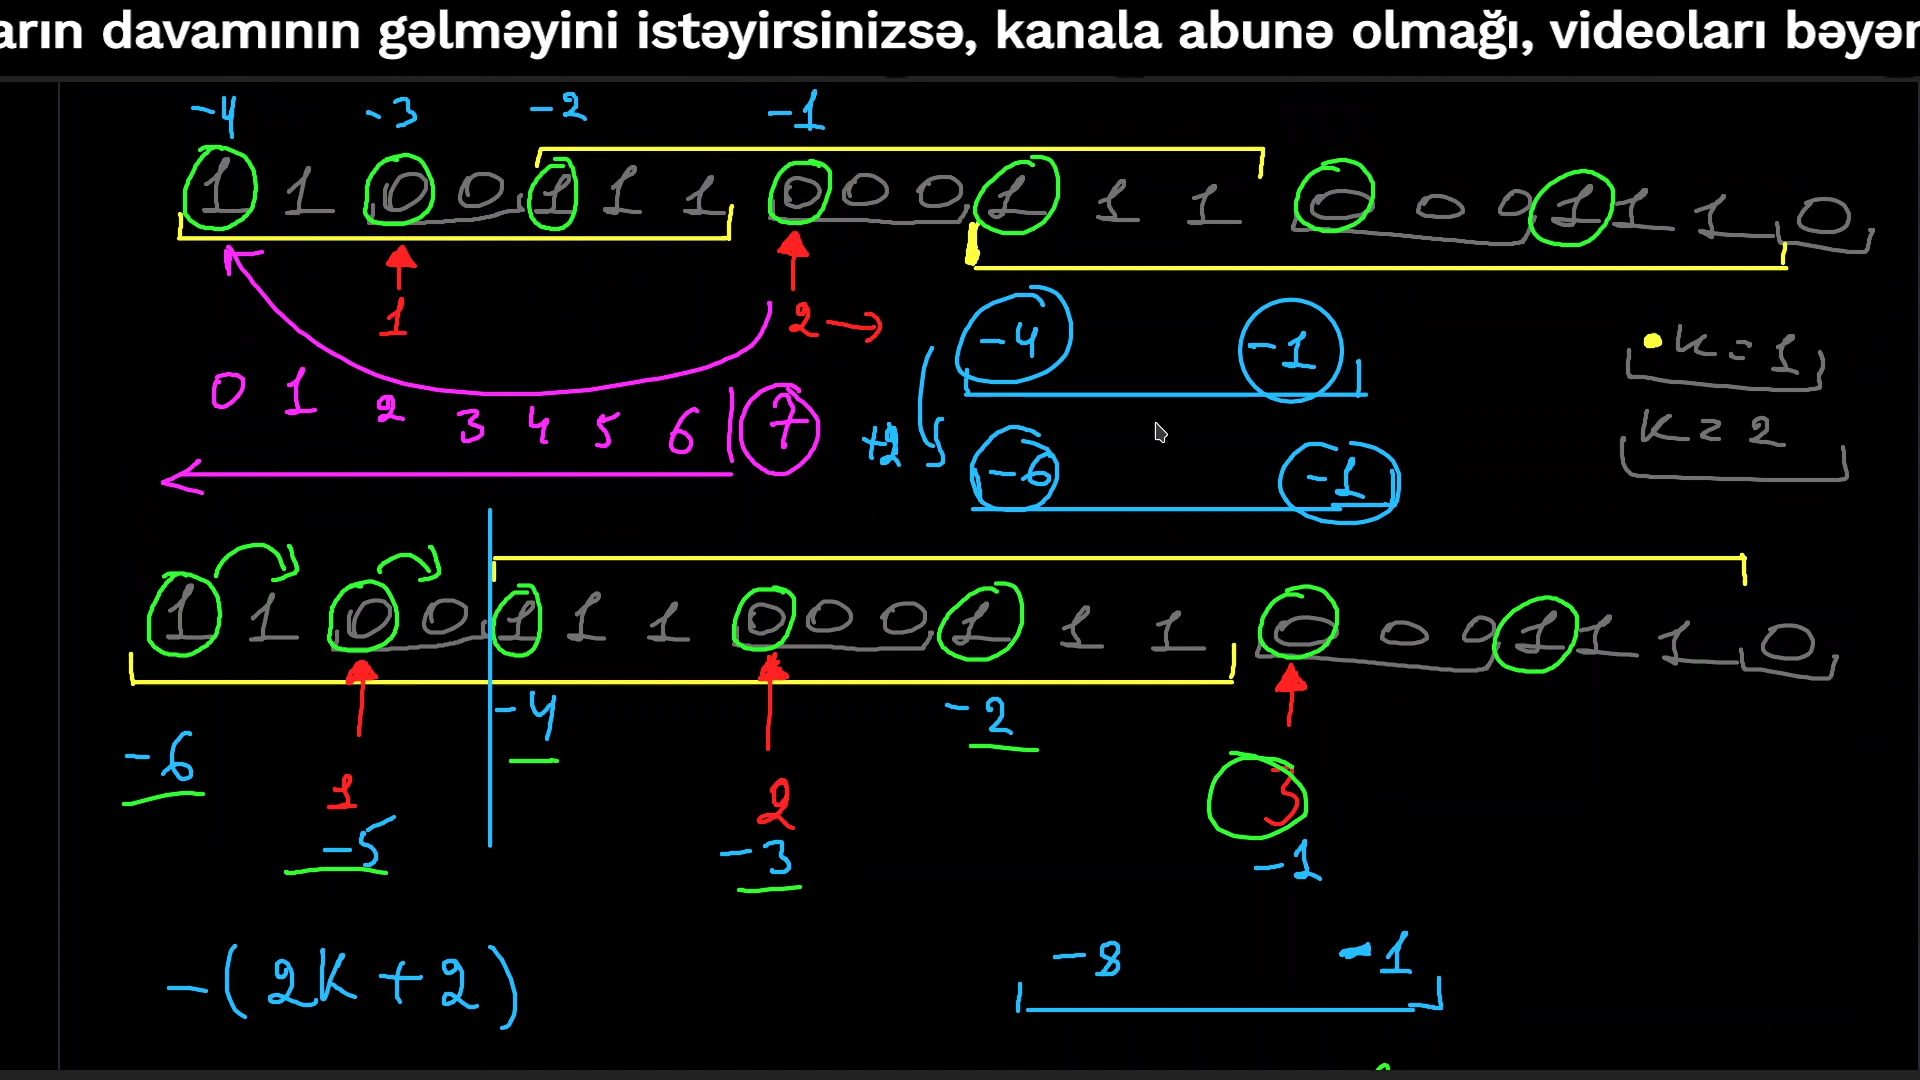 arın davamının gəlməyini istəyirsinizsə, kanala abunə olmağı, videoları bəyən
-4 -3 -2 -1
1 1 0 0 1 1 1 0 0 0 1 1 1 0 0 0 1 1 1 0
1 2
-4 -1
K = 1
0 1 2 3 4 5 6 7
K = 2
+2
-6 -1
1 1 0 0 1 1 1 0 0 0 1 1 1 0 0 0 1 1 1 0
-4 -2
-6
1 2 3
-5 -3 -1
-8 -1
-(2K+2)